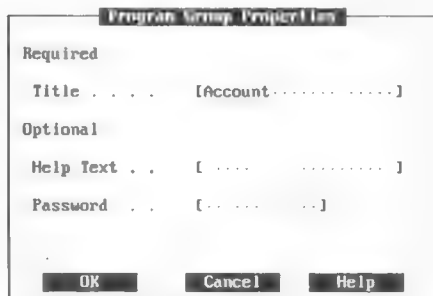 Program Group Properties
Required
Title . . . . [Account············]
Optional
Help Text . . [ ···· ········· ]
Password . . [·· ··· ··]
OK Cancel Help